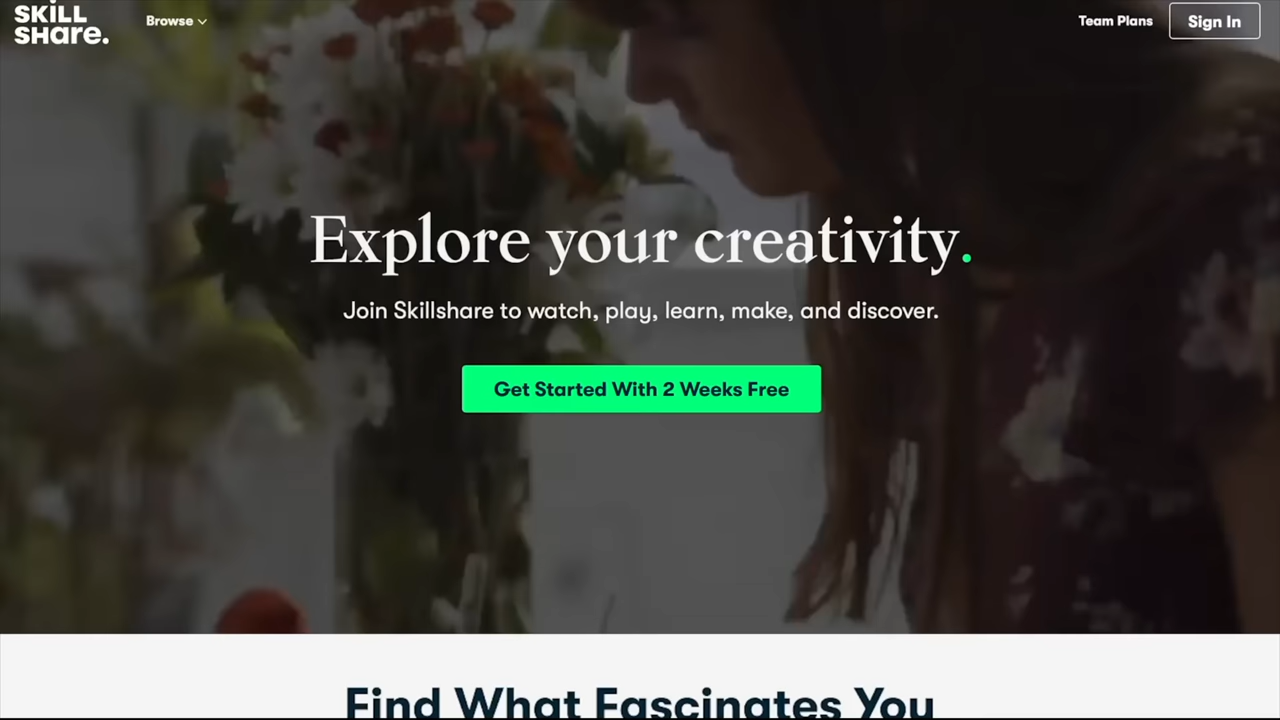 SKiLL
SHare.
Browse
Team Plans
Sign In
Explore your creativity.
Join Skillshare to watch, play, learn, make, and discover.
Get Started With 2 Weeks Free
Find What Fascinates You